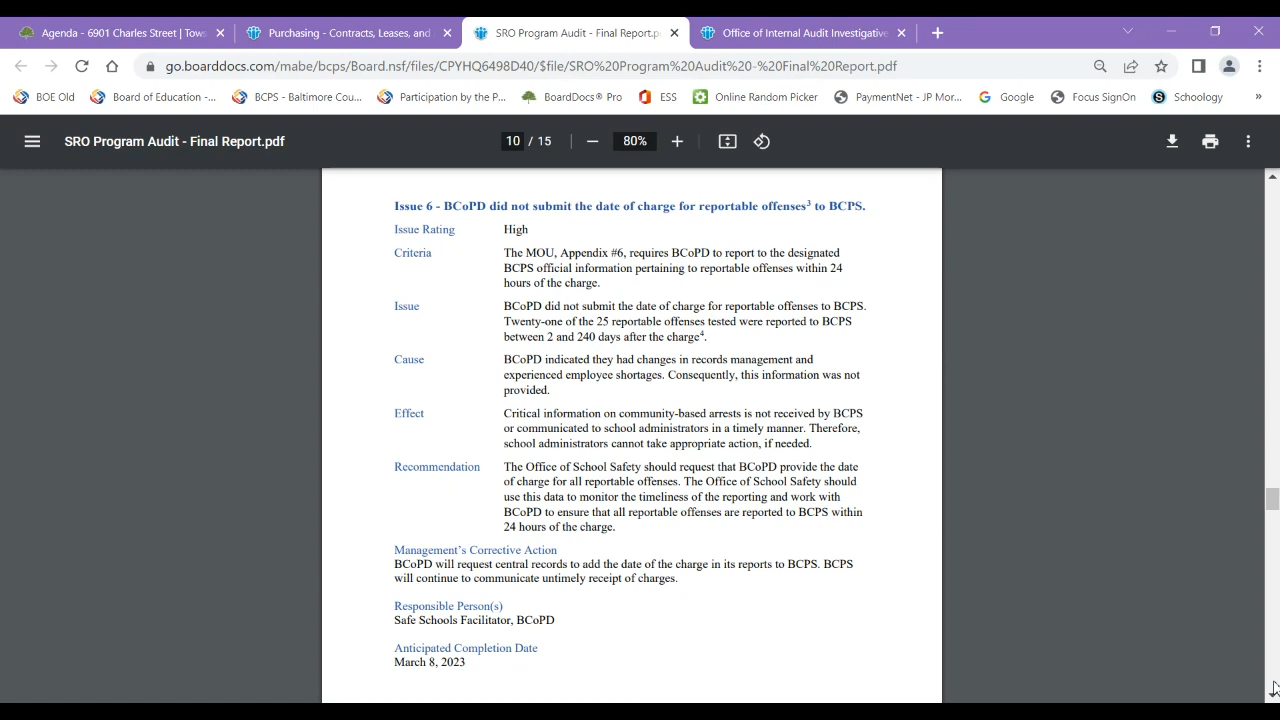 Agenda - 6901 Charles Street | Tows
Purchasing - Contracts, Leases, and
SRO Program Audit - Final Report.p
Office of Internal Audit Investigative
go.boarddocs.com/mabe/bcps/Board.nsf/files/CPYHQ6498D40/$file/SRO%20Program%20Audit%20-%20Final%20Report.pdf
BOE Old
Board of Education -...
BCPS - Baltimore Cou...
Participation by the P...
BoardDocs® Pro
ESS
Online Random Picker
PaymentNet - JP Mor...
Google
Focus SignOn
Schoology
»
SRO Program Audit - Final Report.pdf
10 / 15
80%
Issue 6 - BCoPD did not submit the date of charge for reportable offenses³ to BCPS.
Issue Rating High
Criteria The MOU, Appendix #6, requires BCoPD to report to the designated
BCPS official information pertaining to reportable offenses within 24
hours of the charge.
Issue BCoPD did not submit the date of charge for reportable offenses to BCPS.
Twenty-one of the 25 reportable offenses tested were reported to BCPS
between 2 and 240 days after the charge⁴.
Cause BCoPD indicated they had changes in records management and
experienced employee shortages. Consequently, this information was not
provided.
Effect Critical information on community-based arrests is not received by BCPS
or communicated to school administrators in a timely manner. Therefore,
school administrators cannot take appropriate action, if needed.
Recommendation The Office of School Safety should request that BCoPD provide the date
of charge for all reportable offenses. The Office of School Safety should
use this data to monitor the timeliness of the reporting and work with
BCoPD to ensure that all reportable offenses are reported to BCPS within
24 hours of the charge.
Management's Corrective Action
BCoPD will request central records to add the date of the charge in its reports to BCPS. BCPS
will continue to communicate untimely receipt of charges.
Responsible Person(s)
Safe Schools Facilitator, BCoPD
Anticipated Completion Date
March 8, 2023